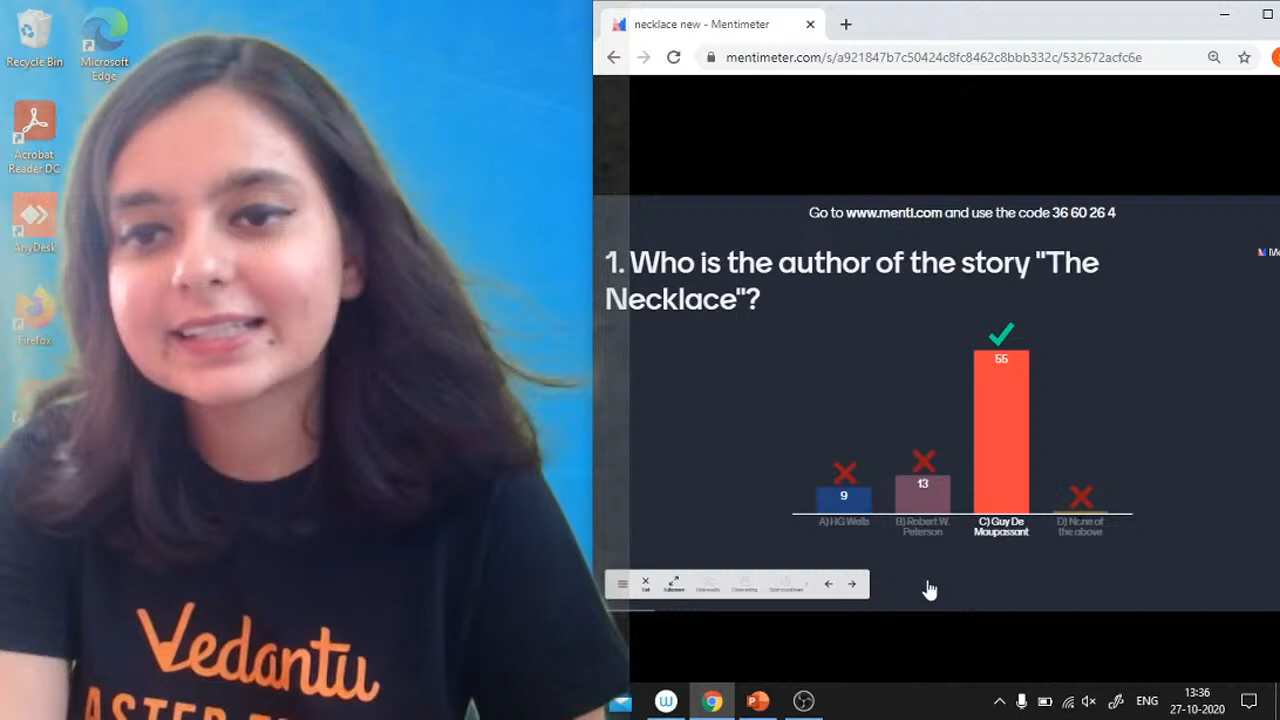 Recycle Bin
Microsoft
Edge
Acrobat
Reader DC
AnyDesk
Firefox
Vedantu
necklace new - Mentimeter
mentimeter.com/s/a921847b7c50424c8fc8462c8bbb332c/532672acfc6e
Go to www.menti.com and use the code 36 60 26 4
1. Who is the author of the story "The
Necklace"?
9
13
55
A) HG Wells
B) Robert W.
Peterson
C) Guy De
Maupassant
D) None of
the above
Exit
Fullscreen
ENG
13:36
27-10-2020